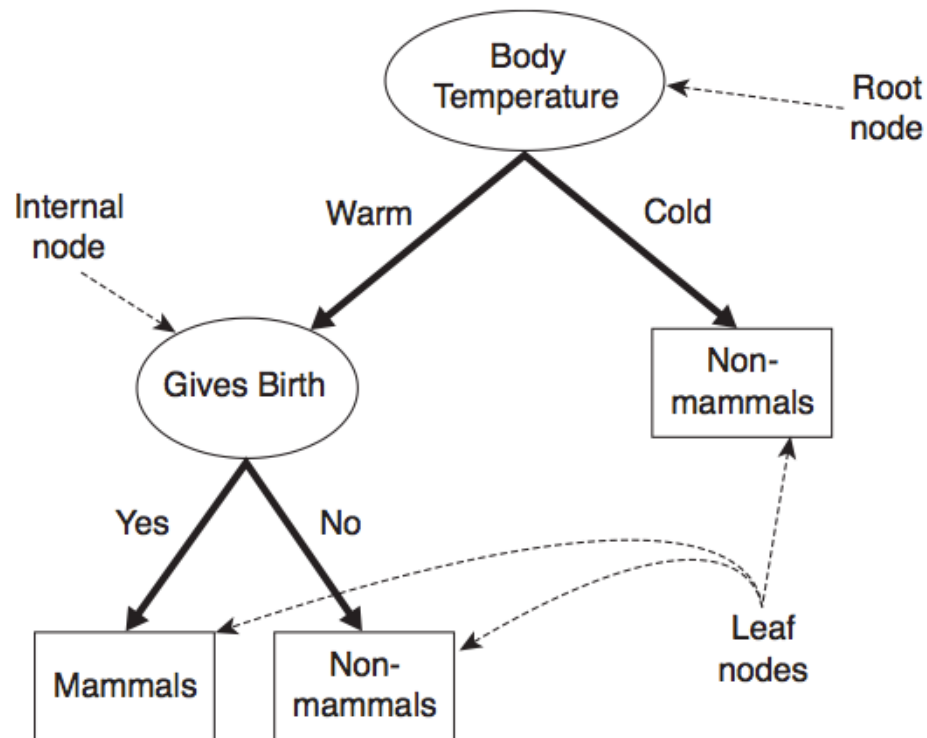 Body
Temperature
Root
node
Internal
node
Warm
Cold
Gives Birth
Non-
mammals
Yes
No
Mammals
Non-
mammals
Leaf
nodes